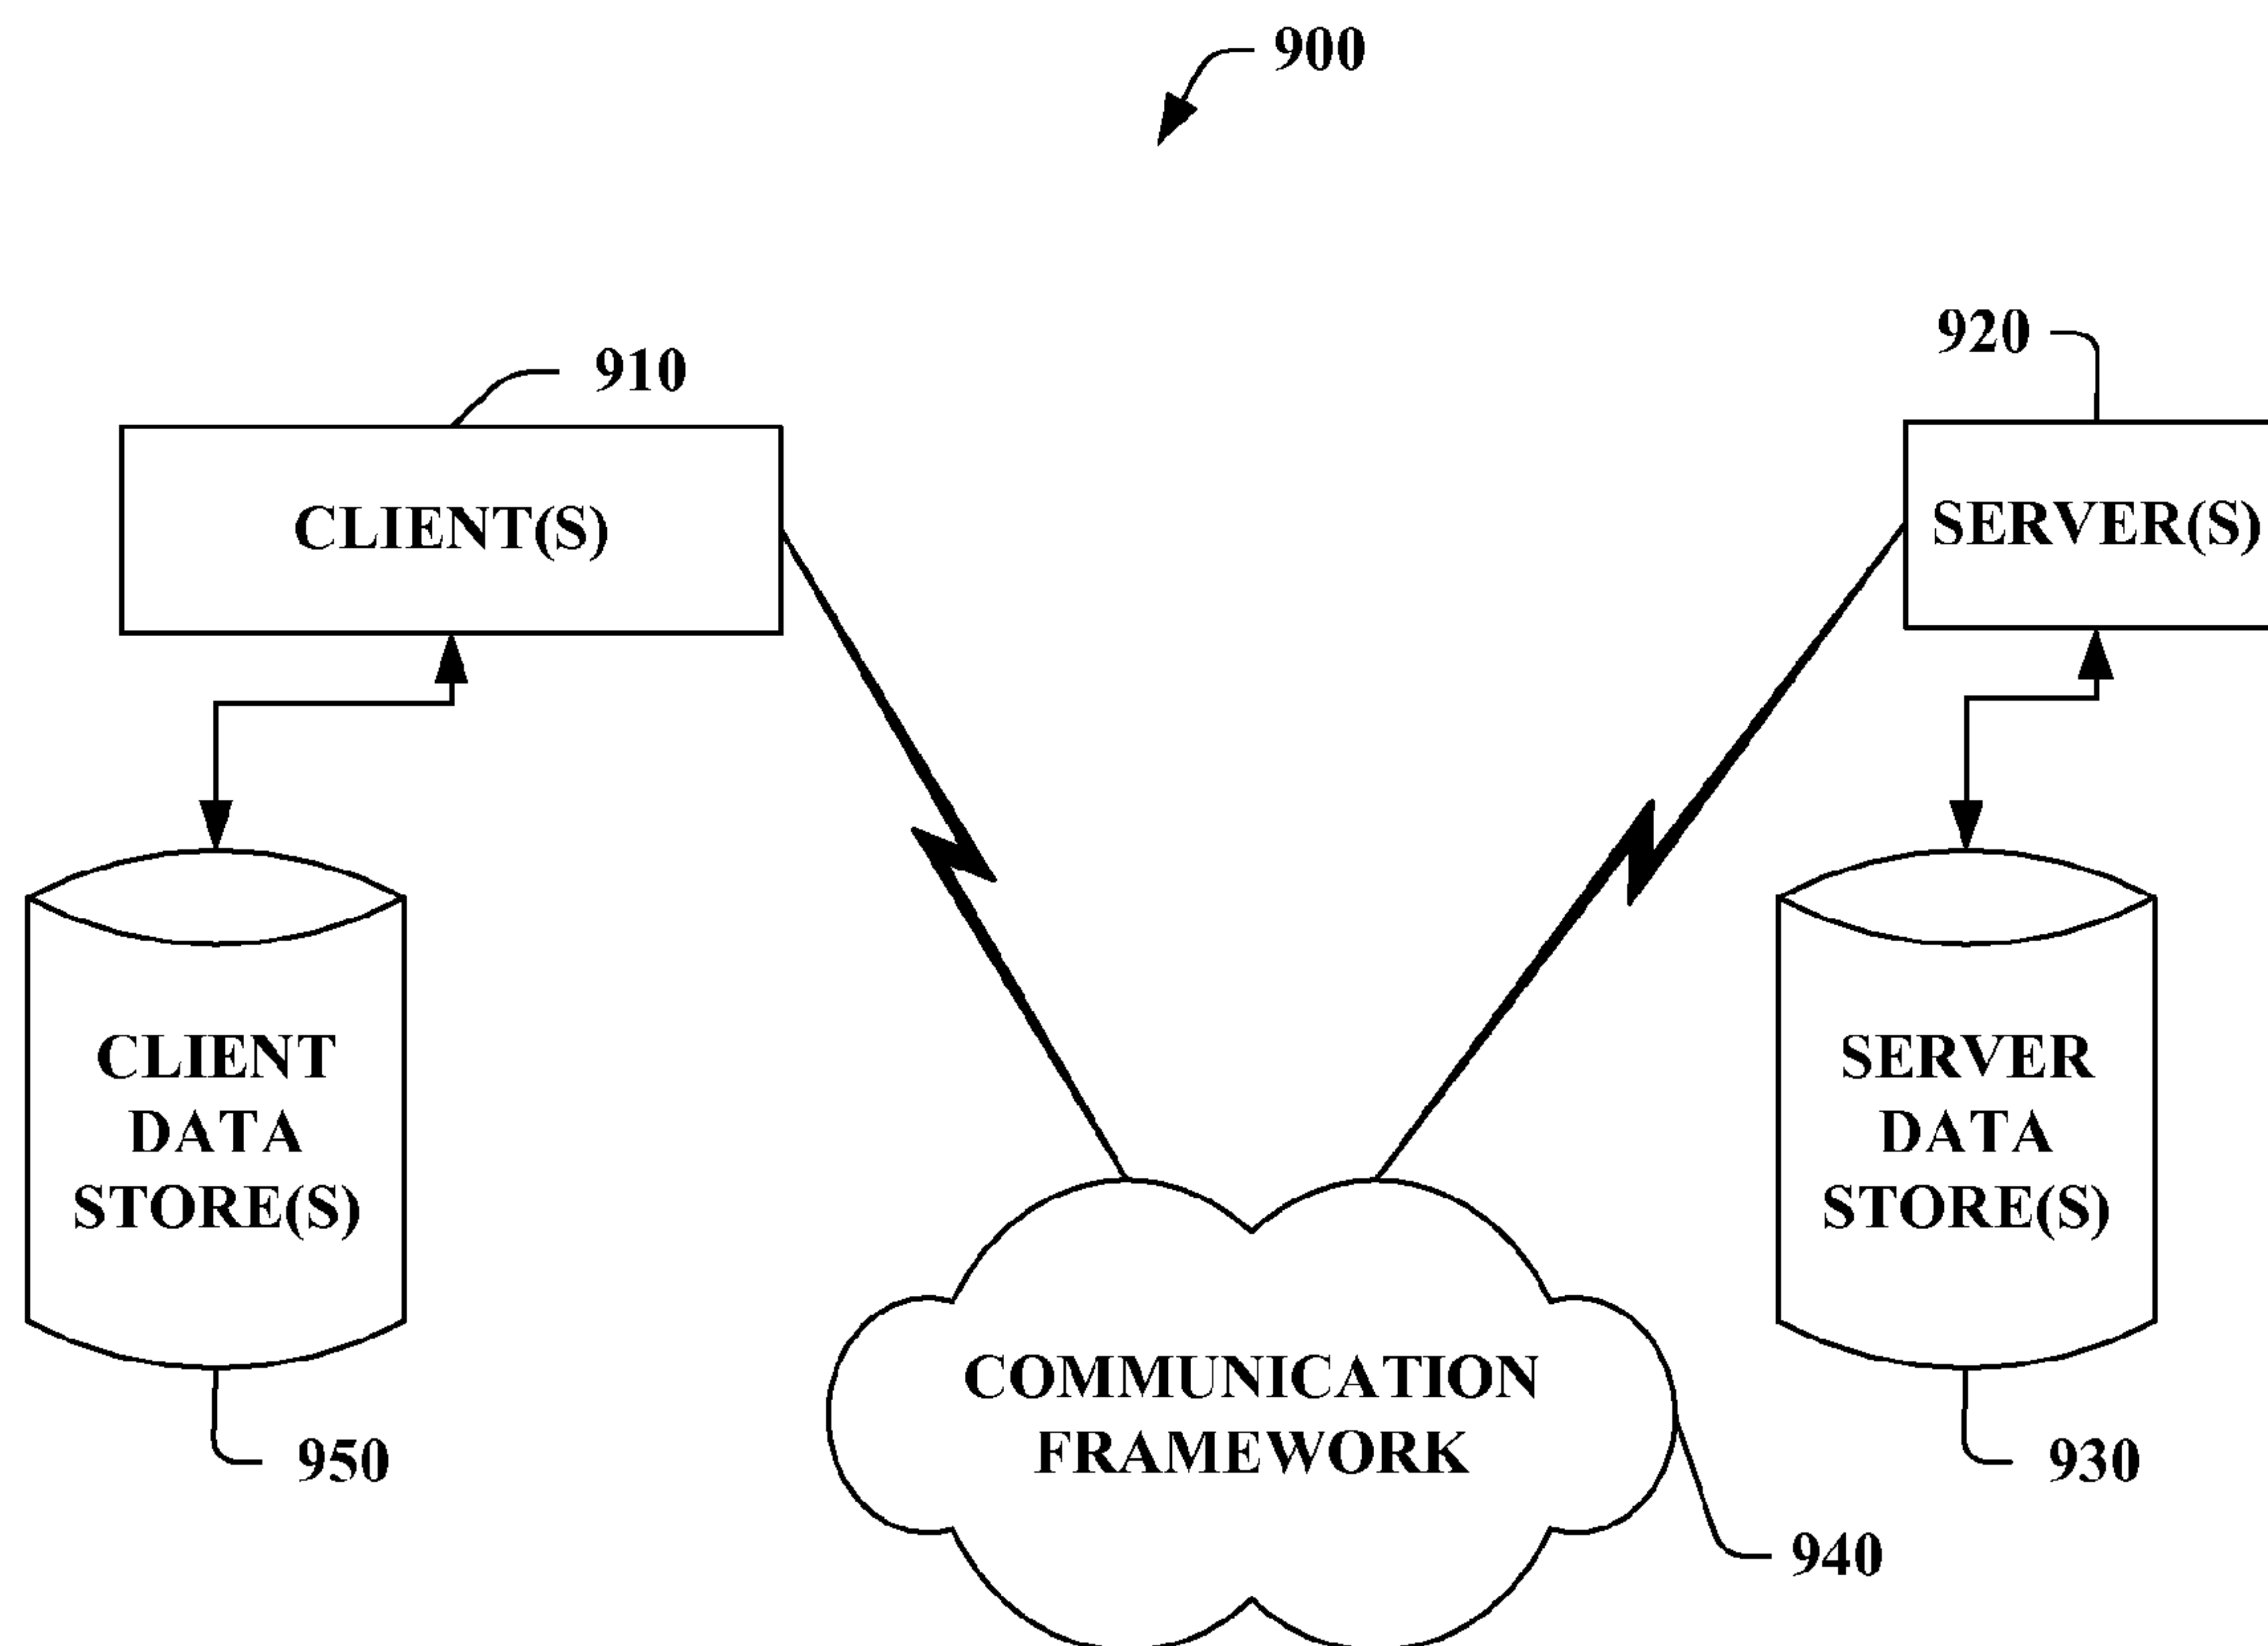 900
920
910
CLIENT(S)
SERVER(S)
CLIENT
DATA
STORE(S)
SERVER
DATA
STORE(S)
COMMUNICATION
FRAMEWORK
950
930
940